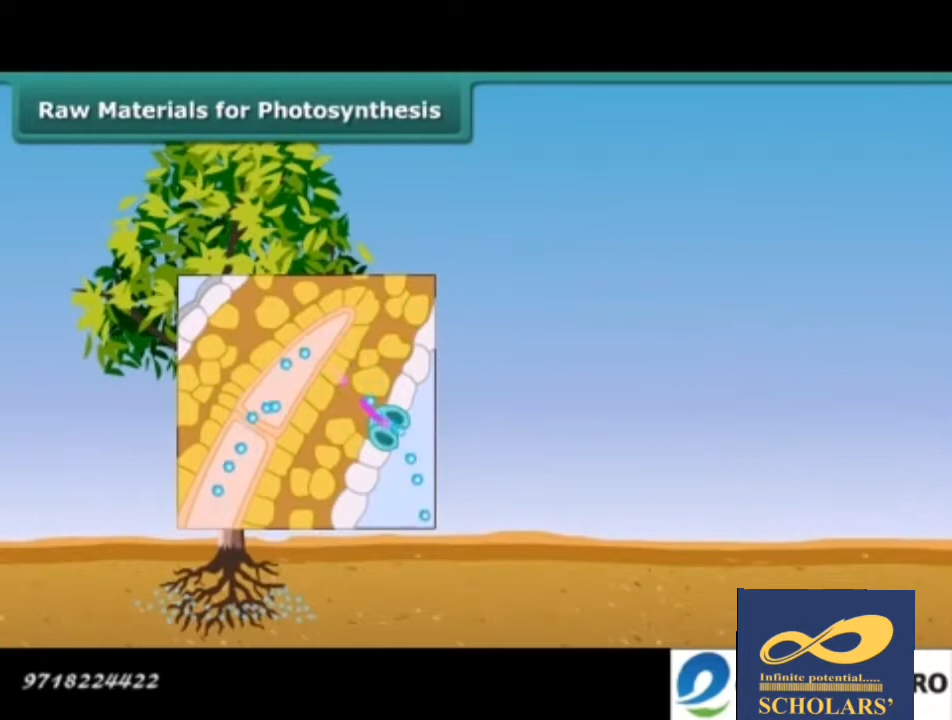 Raw Materials for Photosynthesis
9718224422
Infinite potential.....
SCHOLARS'
RO